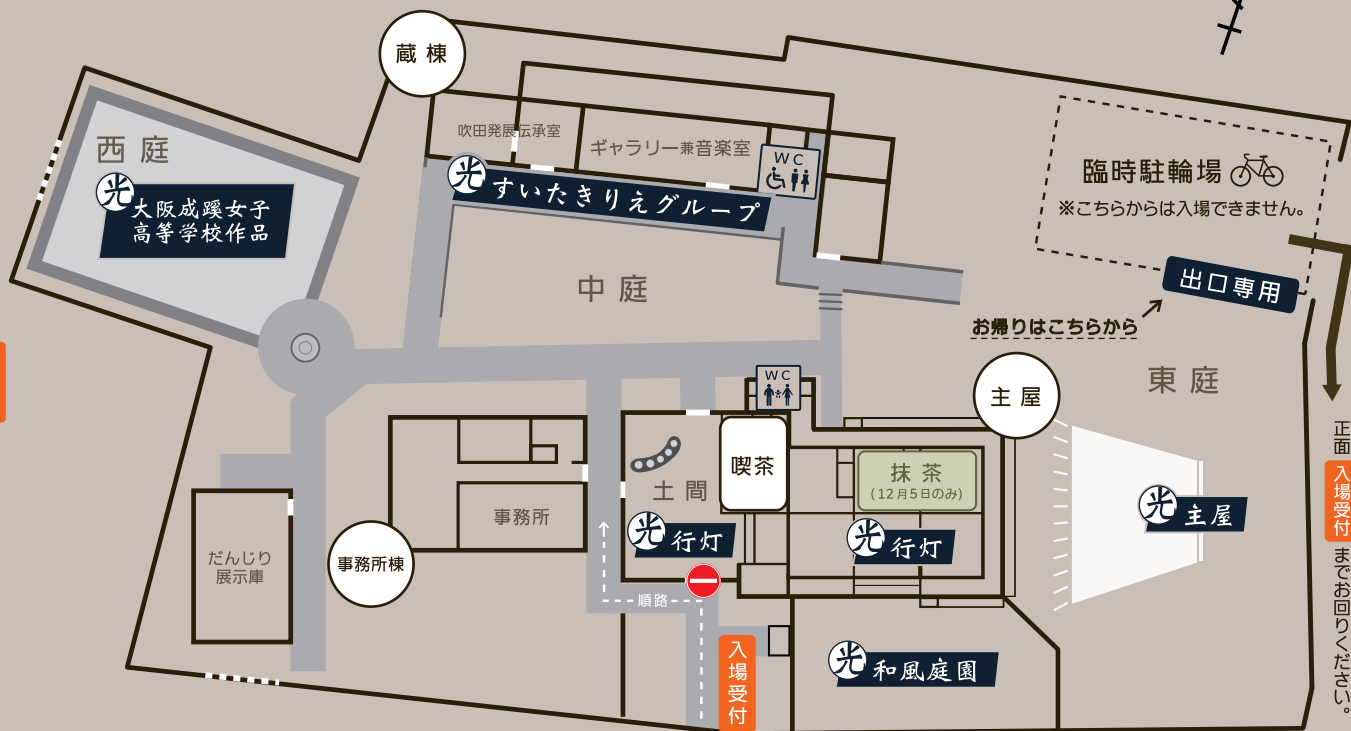 蔵棟
西庭
光
大阪成蹊女子
高等学校作品
吹田発展伝承室
ギャラリー兼音楽室
WC
光
すいたきりえグループ
中庭
臨時駐輪場
※こちらからは入場できません。
出口専用
お帰りはこちらから
東庭
主屋
WC
喫茶
抹茶
(12月5日のみ)
土間
光
行灯
光
行灯
光
主屋
事務所
事務所棟
だんじり
展示庫
順路
入場受付
光
和風庭園
正面入場受付までお回りください。